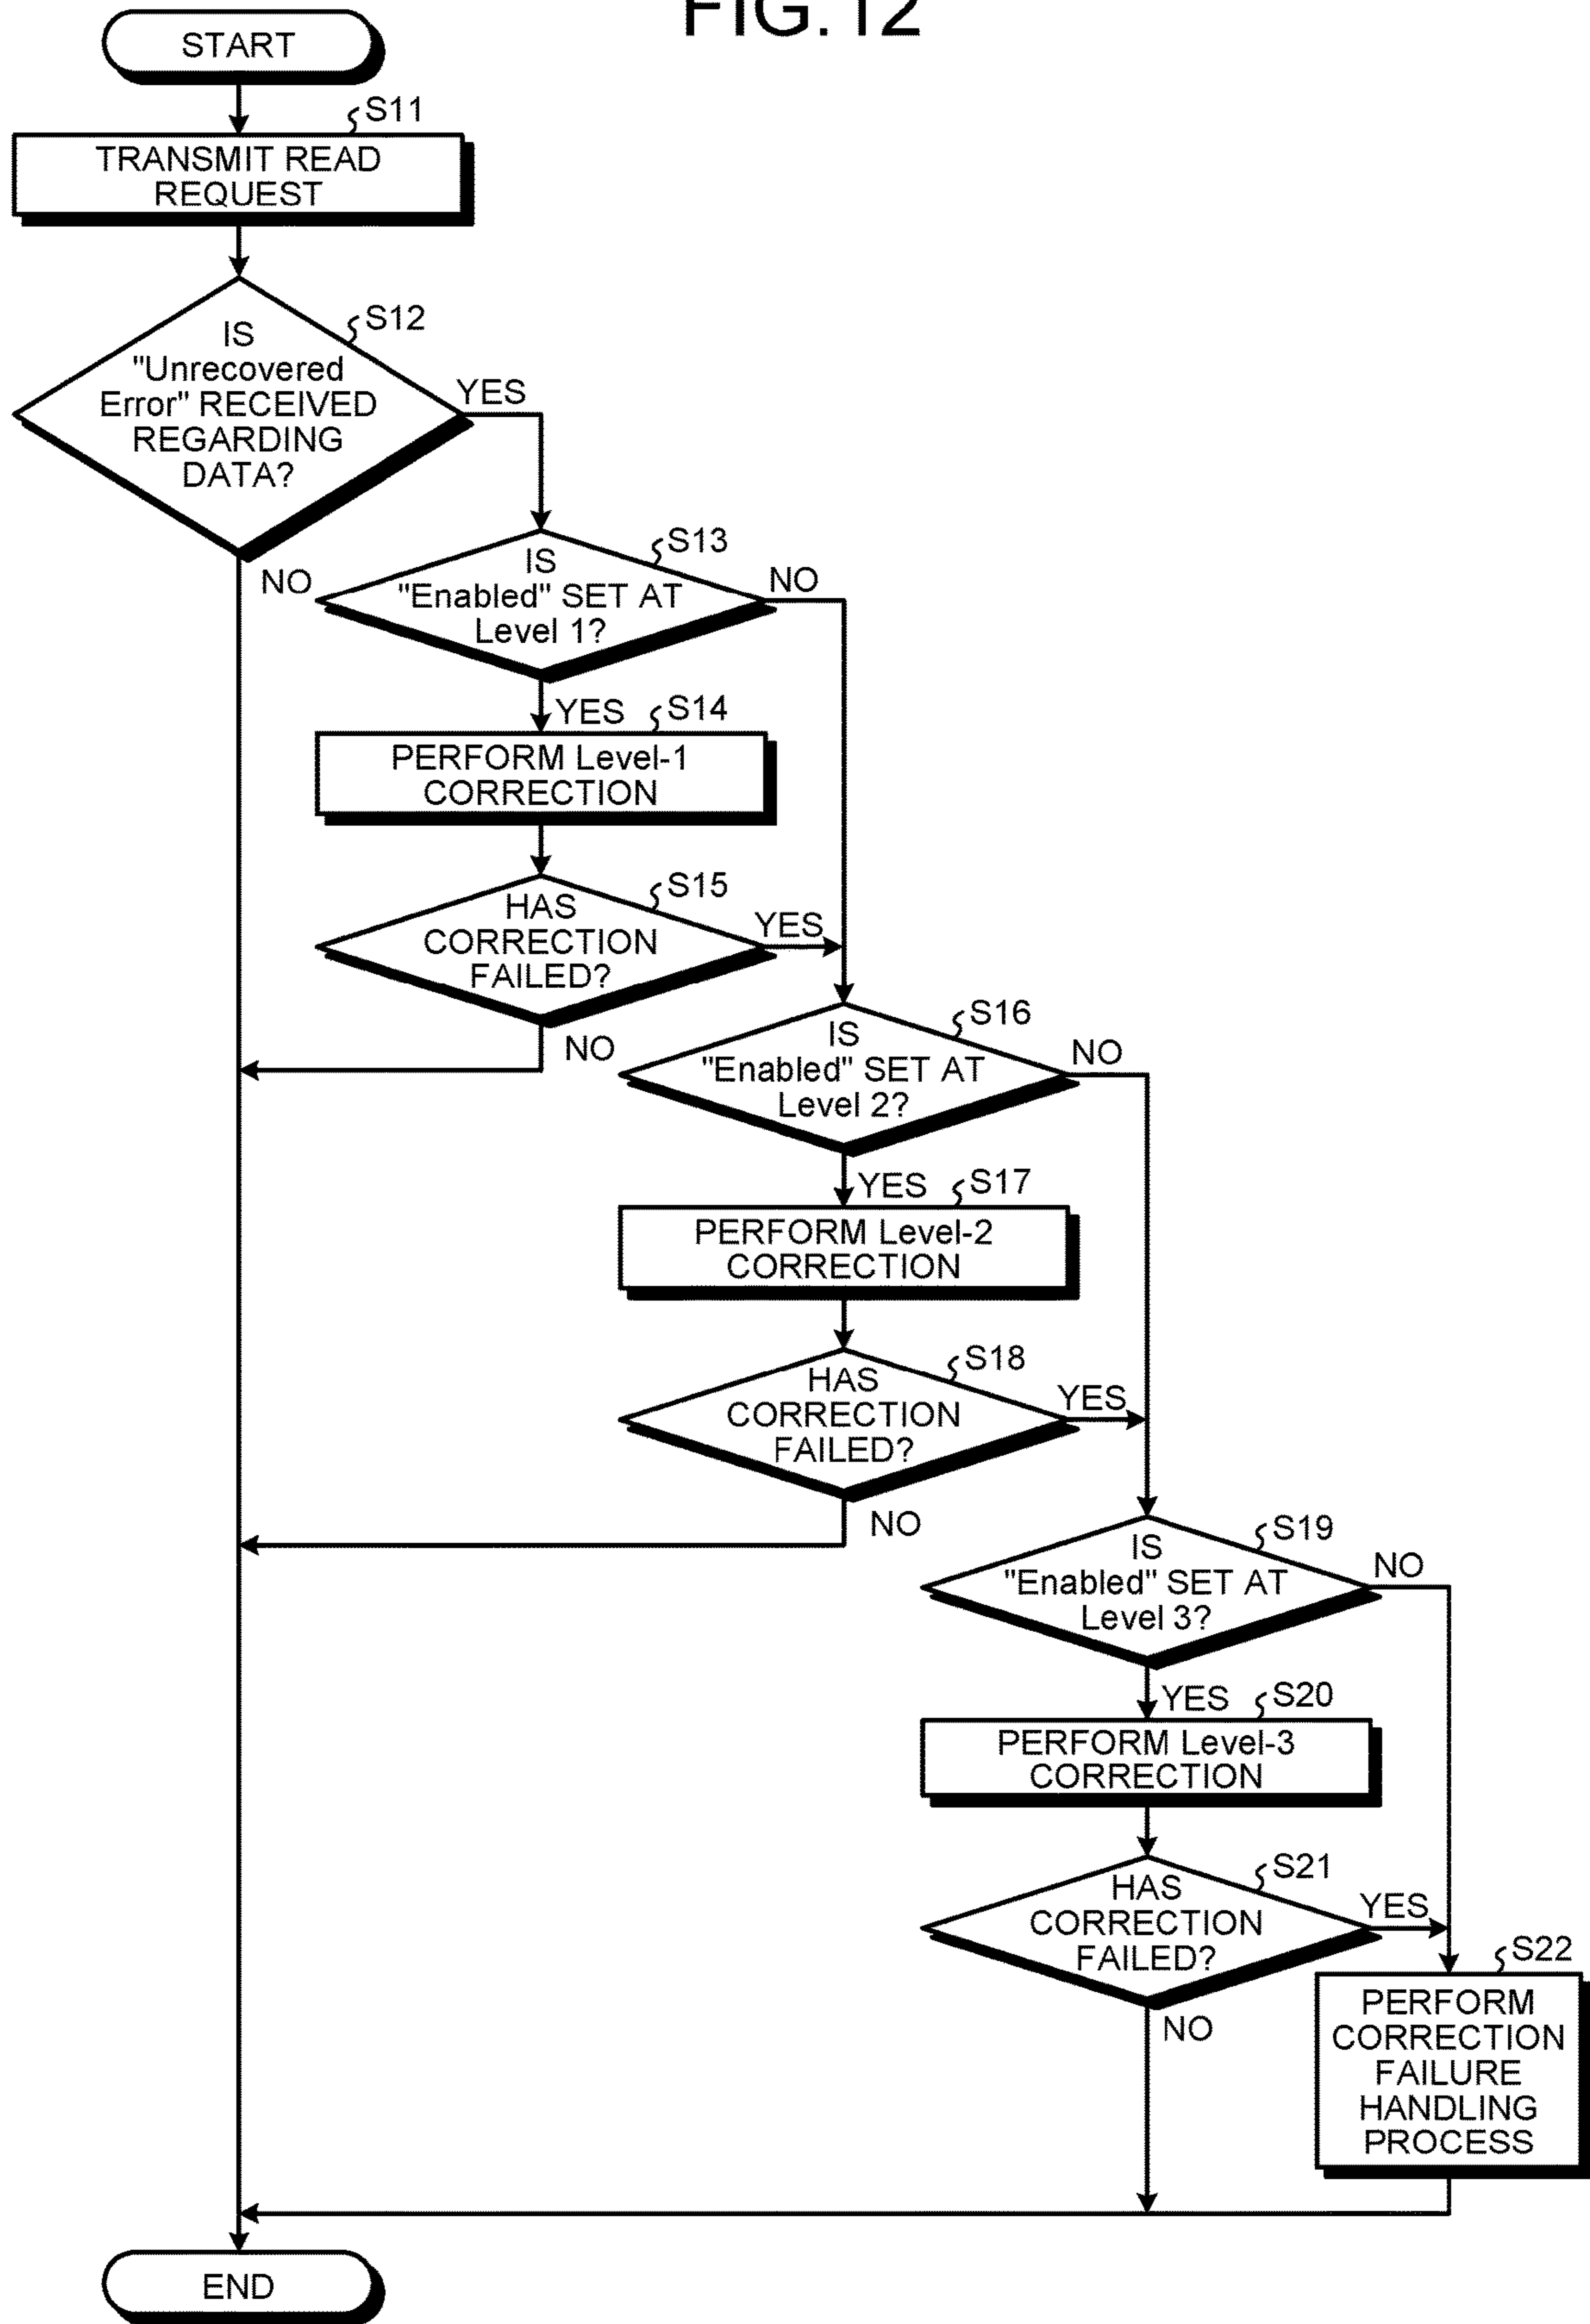 FIG.12
START
S11
TRANSMIT READ
REQUEST
S12
IS
"Unrecovered
Error" RECEIVED
REGARDING
DATA?
YES
NO
S13
IS
"Enabled" SET AT
Level 1?
NO
YES
S14
PERFORM Level-1
CORRECTION
S15
HAS
CORRECTION
FAILED?
YES
NO
S16
IS
"Enabled" SET AT
Level 2?
NO
YES
S17
PERFORM Level-2
CORRECTION
S18
HAS
CORRECTION
FAILED?
YES
NO
S19
IS
"Enabled" SET AT
Level 3?
NO
YES
S20
PERFORM Level-3
CORRECTION
S21
HAS
CORRECTION
FAILED?
YES
NO
S22
PERFORM
CORRECTION
FAILURE
HANDLING
PROCESS
END